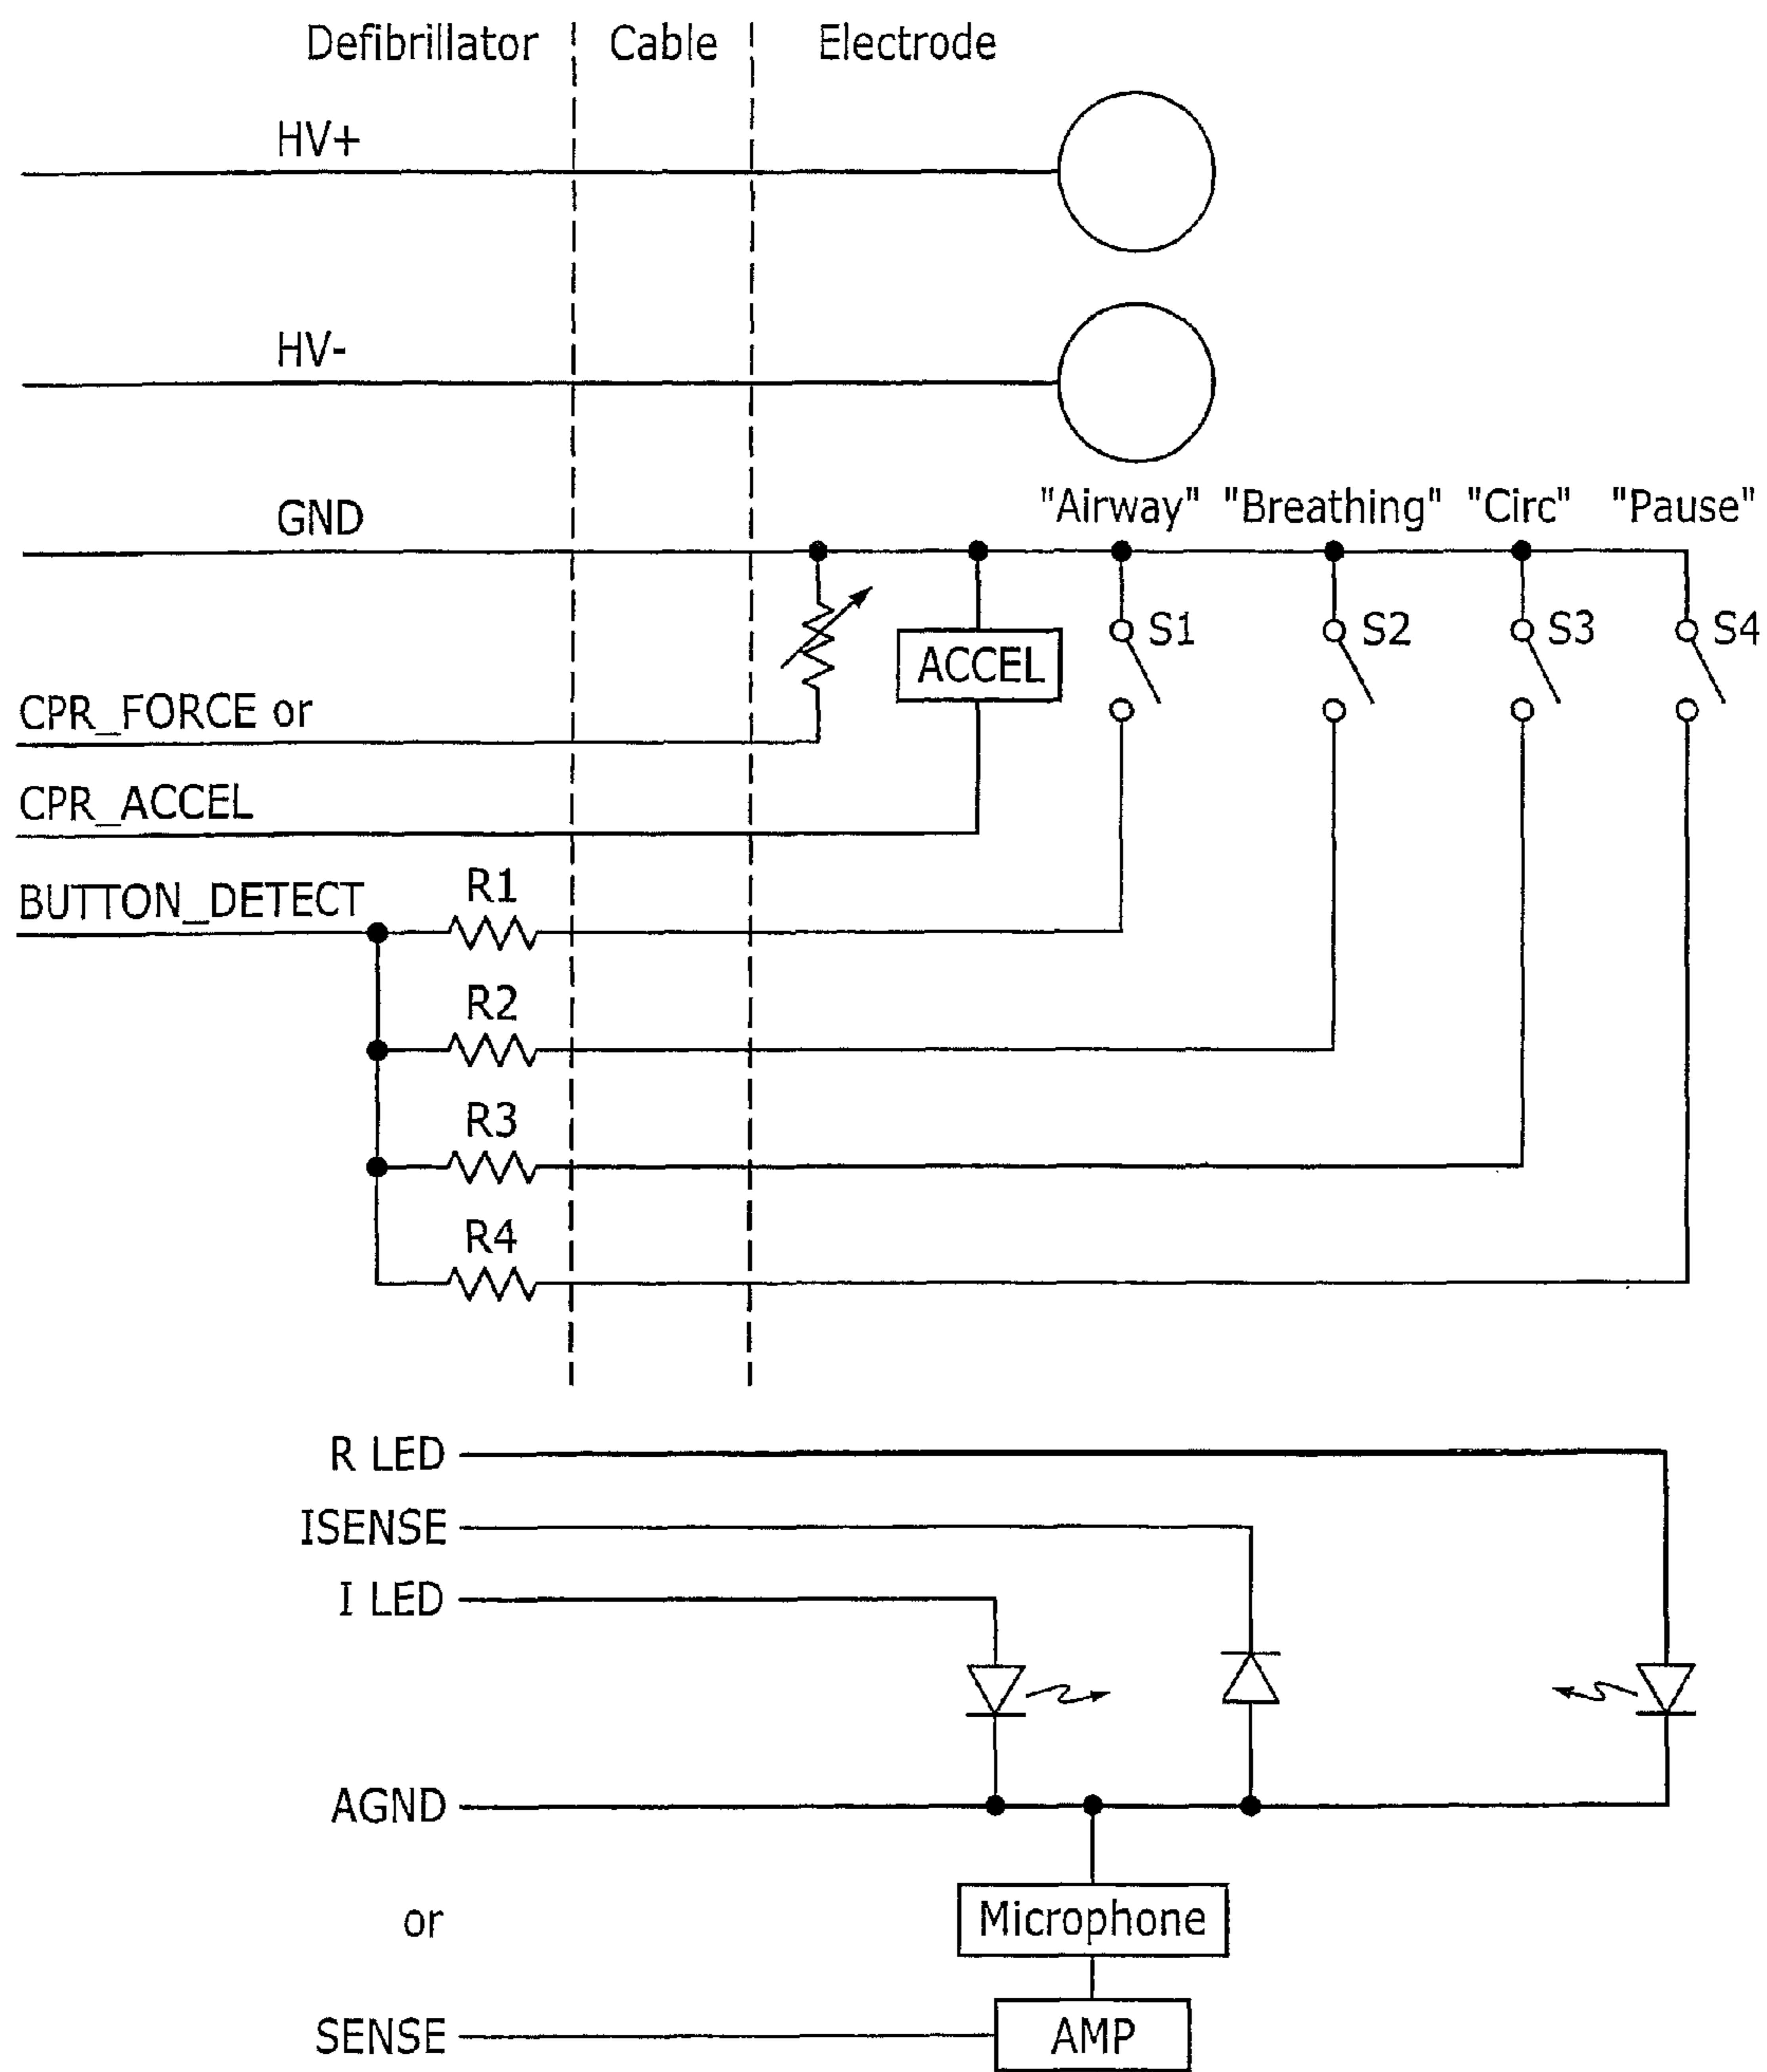 Defibrillator Cable Electrode
HV+
HV-
GND
"Airway" "Breathing" "Circ" "Pause"
S1 S2 S3 S4
ACCEL
CPR_FORCE or
CPR_ACCEL
BUTTON_DETECT
R1
R2
R3
R4
R LED
ISENSE
I LED
AGND
Microphone
or
SENSE
AMP